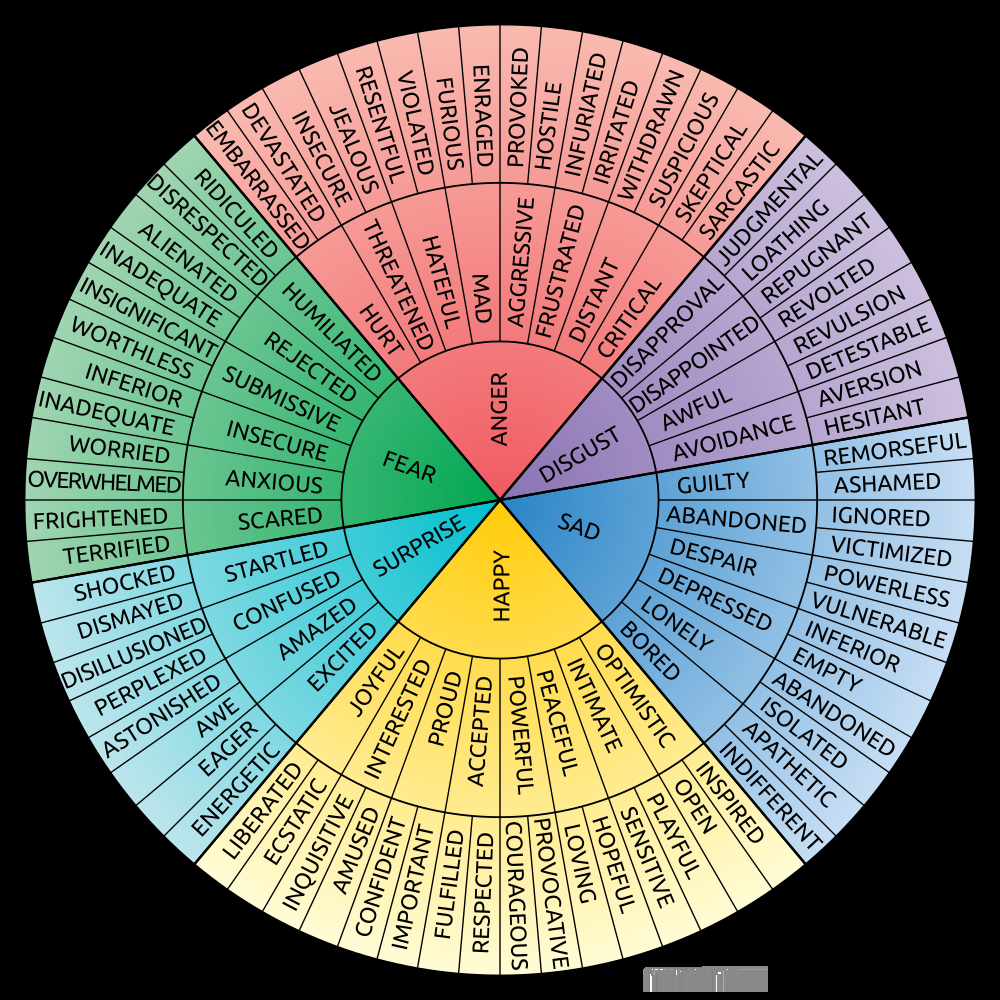 ANGER
DISGUST
SAD
HAPPY
SURPRISE
FEAR
HURT
THREATENED
HATEFUL
MAD
AGGRESSIVE
FRUSTRATED
DISTANT
CRITICAL
DISAPPROVAL
DISAPPOINTED
AWFUL
AVOIDANCE
GUILTY
ABANDONED
DESPAIR
DEPRESSED
LONELY
BORED
OPTIMISTIC
INTIMATE
PEACEFUL
POWERFUL
ACCEPTED
PROUD
INTERESTED
JOYFUL
EXCITED
AMAZED
CONFUSED
STARTLED
SCARED
ANXIOUS
INSECURE
SUBMISSIVE
REJECTED
HUMILIATED
EMBARRASSED
DEVASTATED
INSECURE
JEALOUS
RESENTFUL
VIOLATED
FURIOUS
ENRAGED
PROVOKED
HOSTILE
INFURIATED
IRRITATED
WITHDRAWN
SUSPICIOUS
SKEPTICAL
SARCASTIC
JUDGMENTAL
LOATHING
REPUGNANT
REVOLTED
REVULSION
DETESTABLE
AVERSION
HESITANT
REMORSEFUL
ASHAMED
IGNORED
VICTIMIZED
POWERLESS
VULNERABLE
INFERIOR
EMPTY
ABANDONED
ISOLATED
APATHETIC
INDIFFERENT
INSPIRED
OPEN
PLAYFUL
SENSITIVE
HOPEFUL
LOVING
PROVOCATIVE
COURAGEOUS
RESPECTED
FULFILLED
IMPORTANT
CONFIDENT
AMUSED
INQUISITIVE
ECSTATIC
LIBERATED
ENERGETIC
EAGER
AWE
ASTONISHED
PERPLEXED
DISILLUSIONED
DISMAYED
SHOCKED
TERRIFIED
FRIGHTENED
OVERWHELMED
WORRIED
INADEQUATE
INFERIOR
WORTHLESS
INSIGNIFICANT
INADEQUATE
ALIENATED
DISRESPECTED
RIDICULED